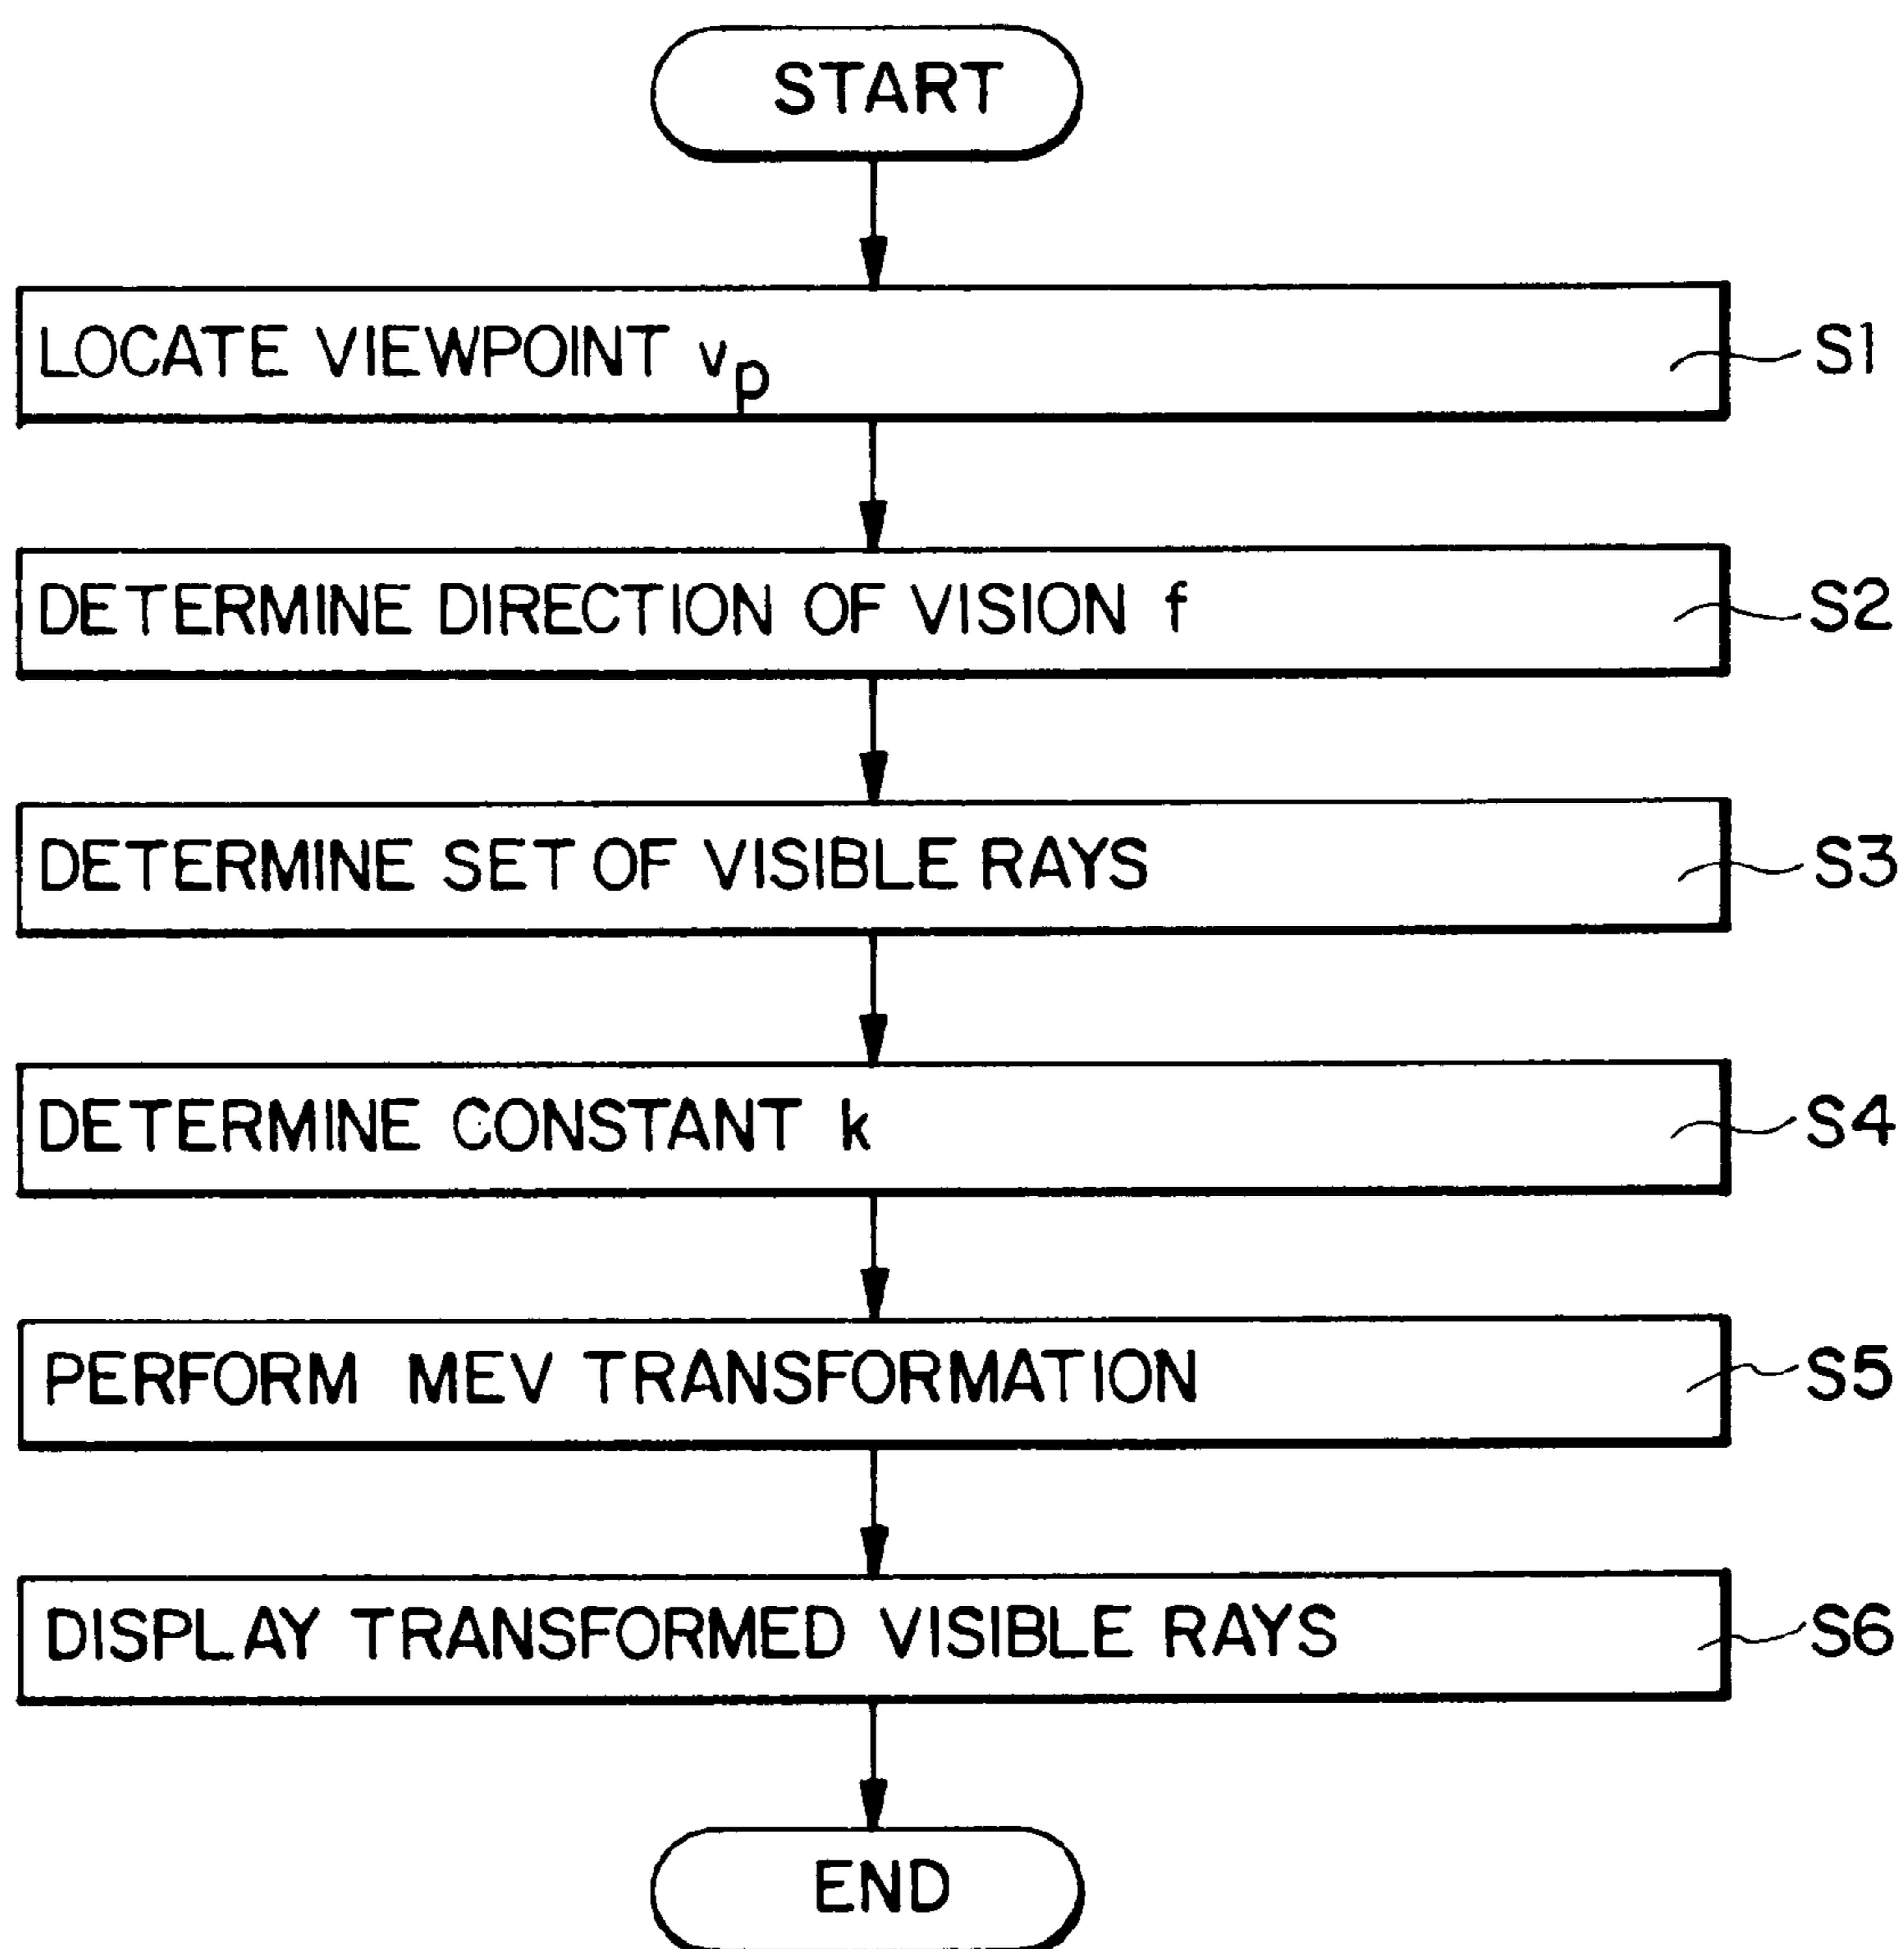 START
LOCATE VIEWPOINT vp
S1
DETERMINE DIRECTION OF VISION f
S2
DETERMINE SET OF VISIBLE RAYS
S3
DETERMINE CONSTANT k
S4
PERFORM MEV TRANSFORMATION
S5
DISPLAY TRANSFORMED VISIBLE RAYS
S6
END